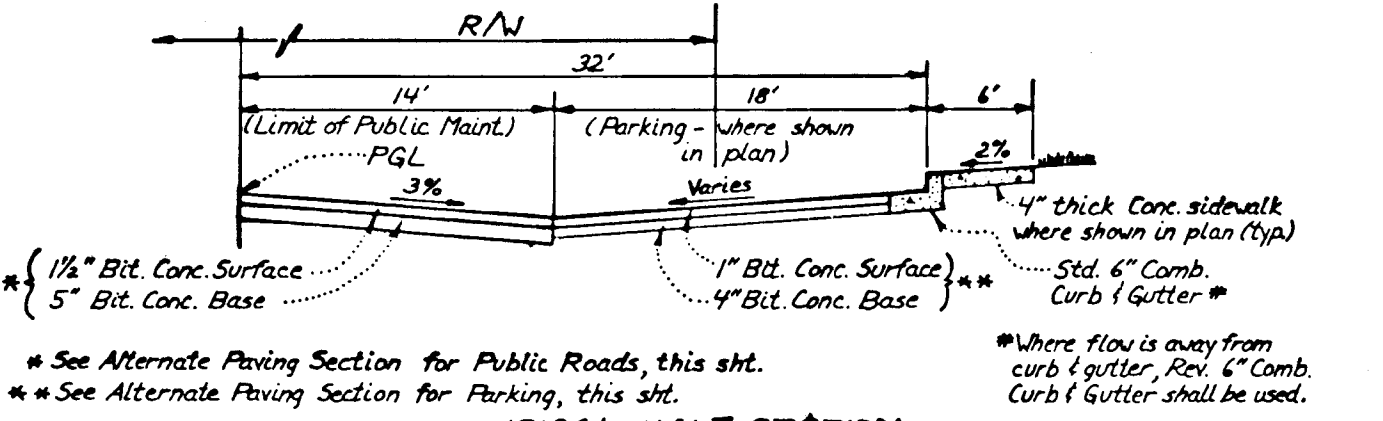 R/W
32'
14' 18' 6'
(Limit of Public Maint.) (Parking - where shown
in plan)
PGL
2%
3% Varies
4" thick Conc. sidewalk
where shown in plan (typ.)
* { 1½" Bit. Conc. Surface
5" Bit. Conc. Base
1" Bit. Conc. Surface
4" Bit. Conc. Base } **
Std. 6" Comb.
Curb & Gutter #
* See Alternate Paving Section for Public Roads, this sht.
** See Alternate Paving Section for Parking, this sht.
# Where flow is away from
curb & gutter, Rev. 6" Comb.
Curb & Gutter shall be used.